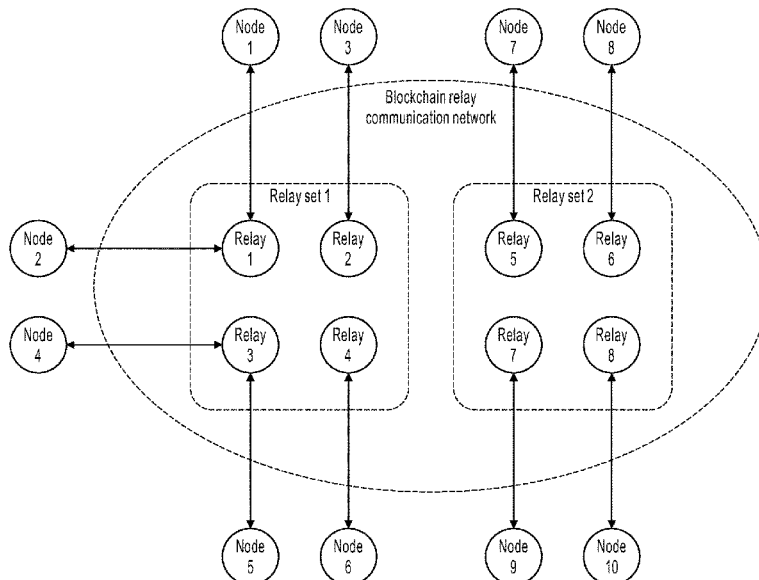 Node
1
Node
3
Node
7
Node
8
Blockchain relay
communication network
Relay set 1
Relay set 2
Node
2
Relay
1
Relay
2
Relay
5
Relay
6
Node
4
Relay
3
Relay
4
Relay
7
Relay
8
Node
5
Node
6
Node
9
Node
10